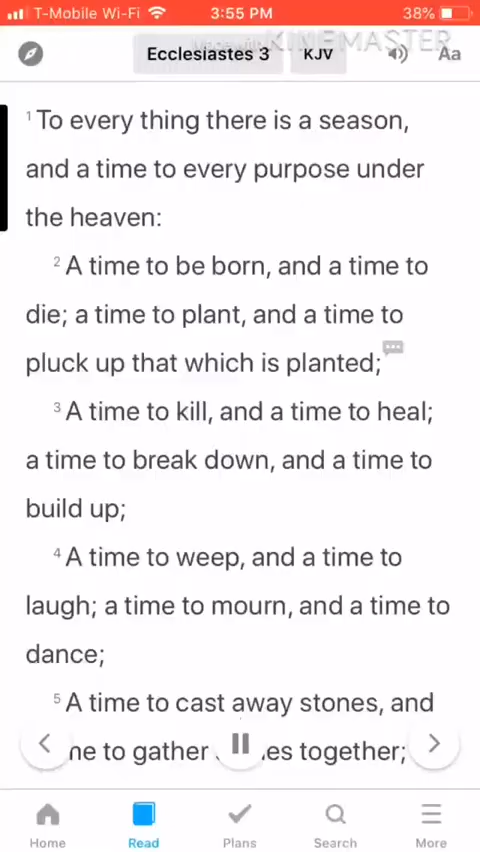 T-Mobile Wi-Fi 3:55 PM 38%
KINEMASTER
Ecclesiastes 3 KJV Aa
1 To every thing there is a season,
and a time to every purpose under
the heaven:
2 A time to be born, and a time to
die; a time to plant, and a time to
pluck up that which is planted;
3 A time to kill, and a time to heal;
a time to break down, and a time to
build up;
4 A time to weep, and a time to
laugh; a time to mourn, and a time to
dance;
5 A time to cast away stones, and
me to gather es together;
Home Read Plans Search More